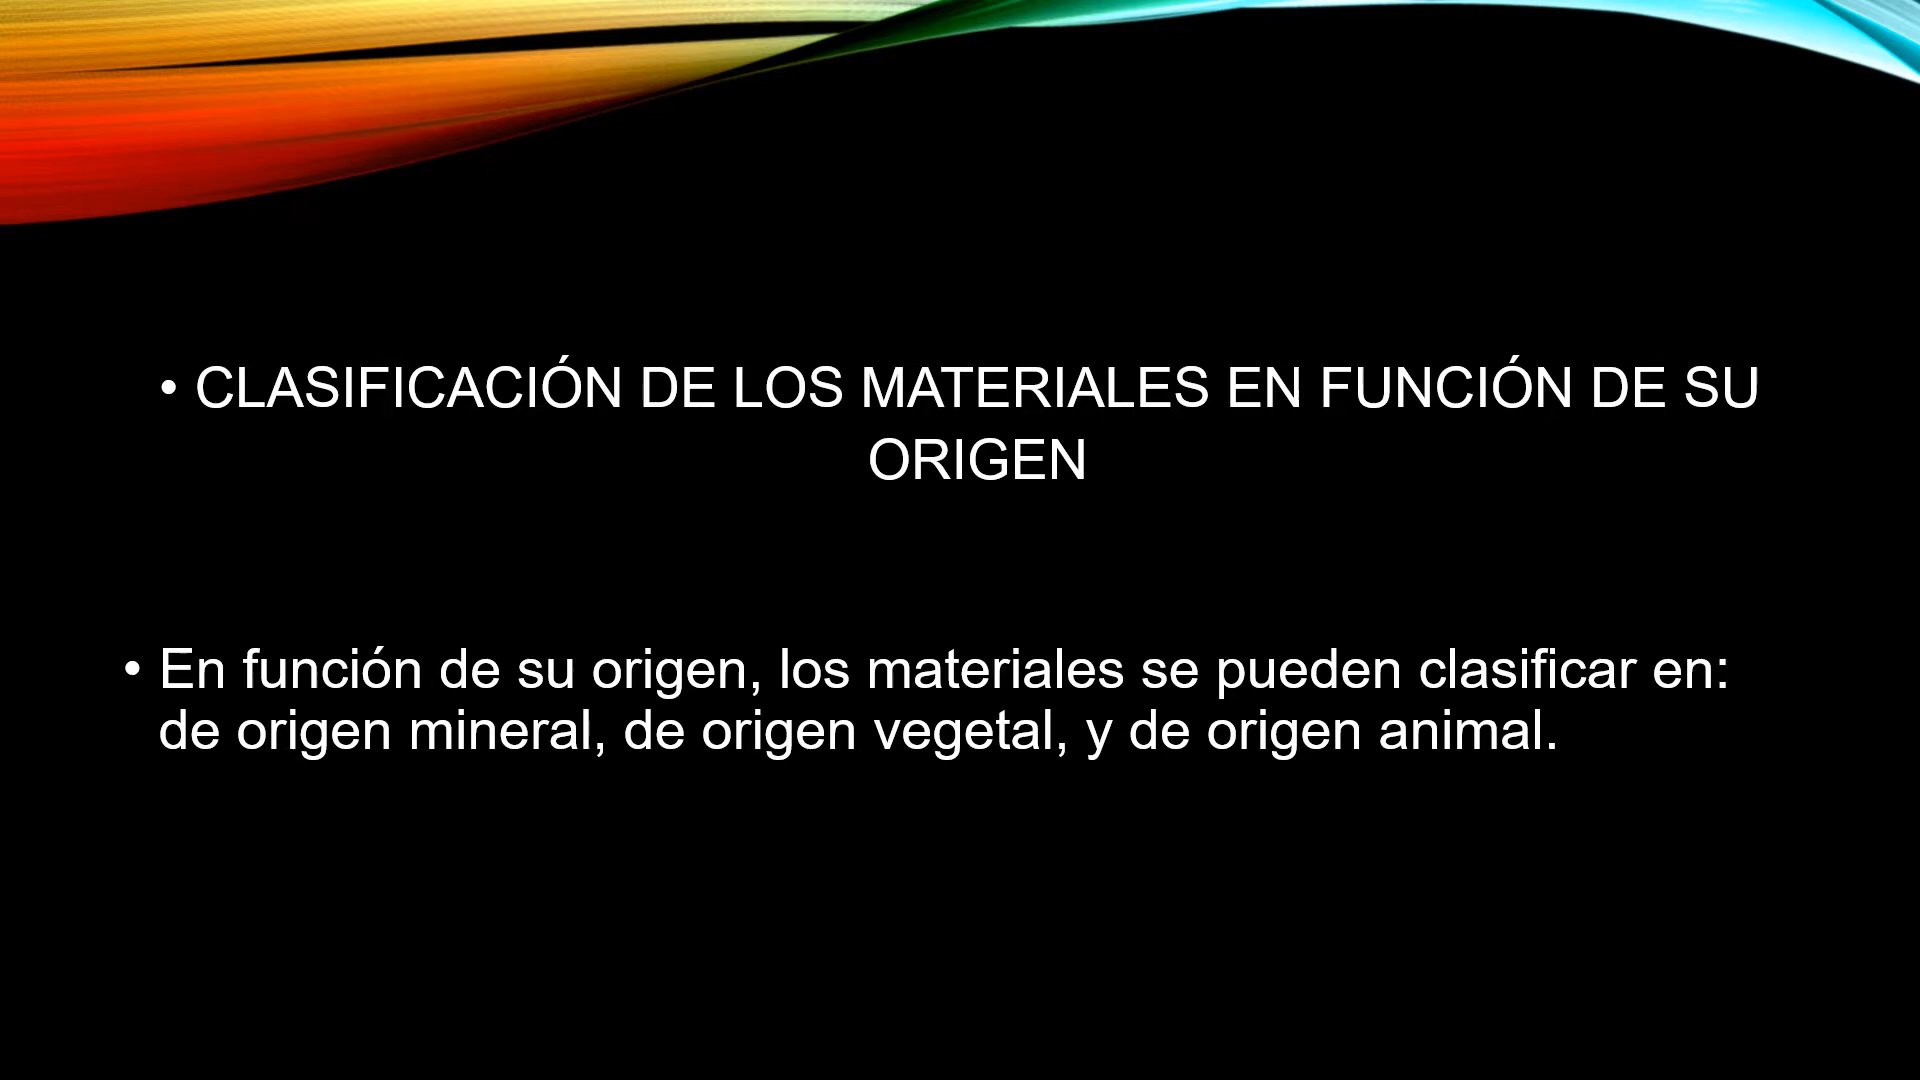 • CLASIFICACIÓN DE LOS MATERIALES EN FUNCIÓN DE SU
ORIGEN
• En función de su origen, los materiales se pueden clasificar en:
de origen mineral, de origen vegetal, y de origen animal.